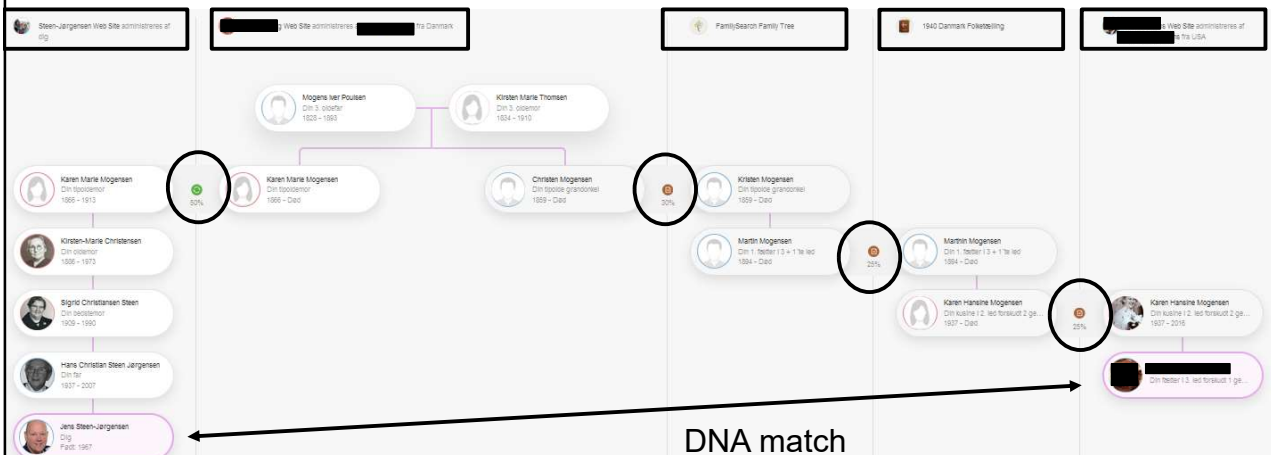 Steen-Jørgensen Web Site administreres af
dig
g Web Site administreres
fra Danmark
FamilySearch Family Tree
1940 Danmark Folketælling
s Web Site administreres af
fra USA
Mogens Iver Poulsen
Din 3. oldefar
1828 - 1893
Kirsten Marie Thomsen
Din 3. oldemor
1834 - 1910
Karen Marie Mogensen
Din tipoldemor
1866 - 1913
50%
Karen Marie Mogensen
Din tipoldemor
1866 - Død
Christen Mogensen
Din tipolde grandonkel
1859 - Død
30%
Kristen Mogensen
Din tipolde grandonkel
1859 - Død
Kirsten-Marie Christensen
Din oldemor
1888 - 1973
Martin Mogensen
Din 1. fætter i 3 + 1 'te led
1894 - Død
25%
Marthin Mogensen
Din 1. fætter i 3 + 1 'te led
1894 - Død
Sigrid Christiansen Steen
Din bedstemor
1909 - 1990
Karen Hansine Mogensen
Din kusine i 2. led forskudt 2 ge...
1937 - Død
25%
Karen Hansine Mogensen
Din kusine i 2. led forskudt 2 ge...
1937 - 2016
Hans Christian Steen Jørgensen
Din far
1937 - 2007
Din fætter i 3. led forskudt 1 ge...
Jens Steen-Jørgensen
Dig
Født: 1967
DNA match